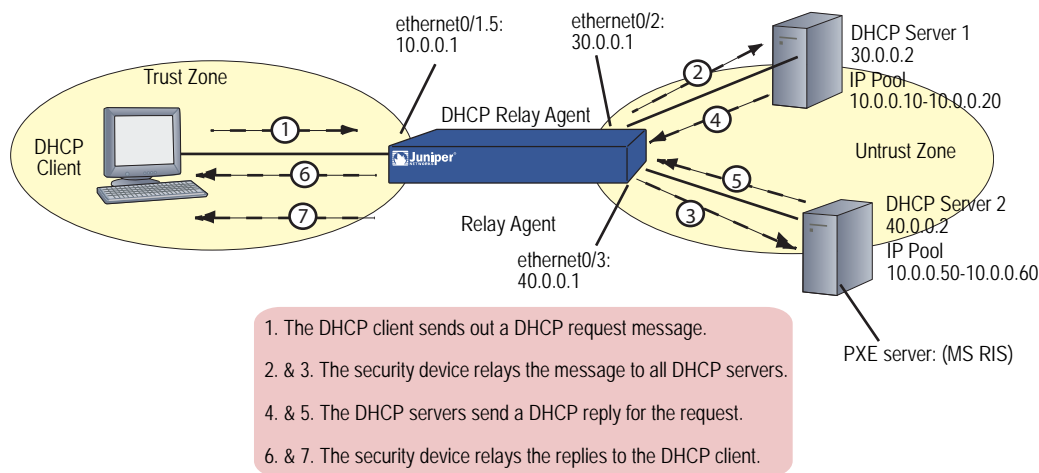 ethernet0/1.5:
10.0.0.1
ethernet0/2:
30.0.0.1
DHCP Server 1
30.0.0.2
IP Pool
10.0.0.10-10.0.0.20
Trust Zone
2
DHCP Relay Agent
4
1
DHCP
Client
Juniper
NETWORKS
6
7
Untrust Zone
5
3
Relay Agent
DHCP Server 2
40.0.0.2
IP Pool
10.0.0.50-10.0.0.60
ethernet0/3:
40.0.0.1
PXE server: (MS RIS)
1. The DHCP client sends out a DHCP request message.
2. & 3. The security device relays the message to all DHCP servers.
4. & 5. The DHCP servers send a DHCP reply for the request.
6. & 7. The security device relays the replies to the DHCP client.